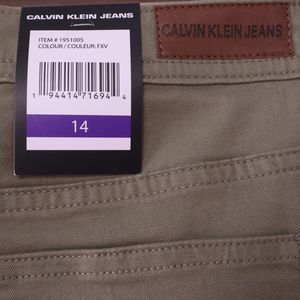 CALVIN KLEIN JEANS
ITEM # 1951005
COLOUR / COULEUR: FXV
1 94414 71694 4
14
CALVIN KLEIN JEANS